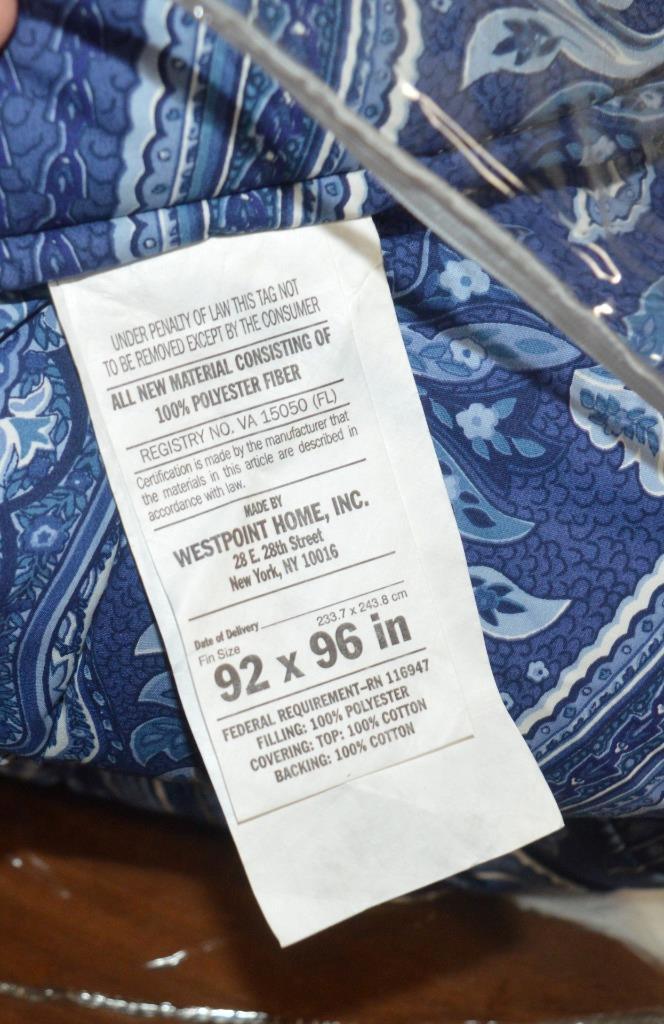 UNDER PENALTY OF LAW THIS TAG NOT
TO BE REMOVED EXCEPT BY THE CONSUMER
ALL NEW MATERIAL CONSISTING OF
100% POLYESTER FIBER
REGISTRY NO. VA 15050 (FL)
Certification is made by the manufacturer that
the materials in this article are described in
accordance with law.
MADE BY
WESTPOINT HOME, INC.
28 E. 28th Street
New York, NY 10016
Date of Delivery
Fin Size 233.7 x 243.8 cm
92 x 96 in
FEDERAL REQUIREMENT–RN 116947
FILLING: 100% POLYESTER
COVERING: TOP: 100% COTTON
BACKING: 100% COTTON